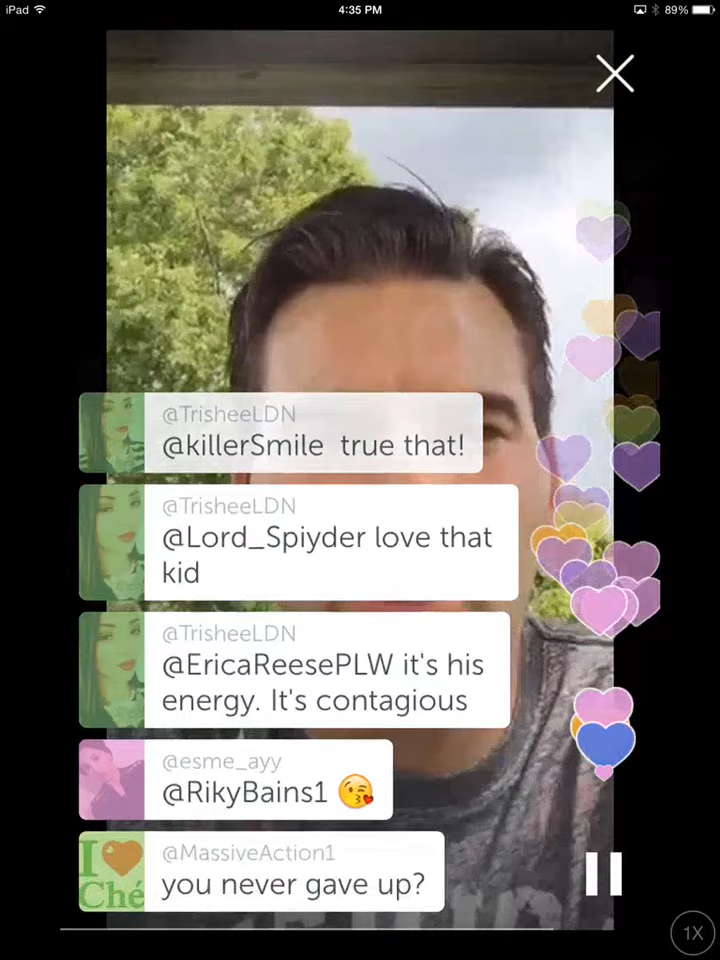 iPad 4:35 PM 89%
@TrisheeLDN
@killerSmile true that!
@TrisheeLDN
@Lord_Spiyder love that
kid
@TrisheeLDN
@EricaReesePLW it's his
energy. It's contagious
@esme_ayy
@RikyBains1 😘
I
Ché
@MassiveAction1
you never gave up?
1X